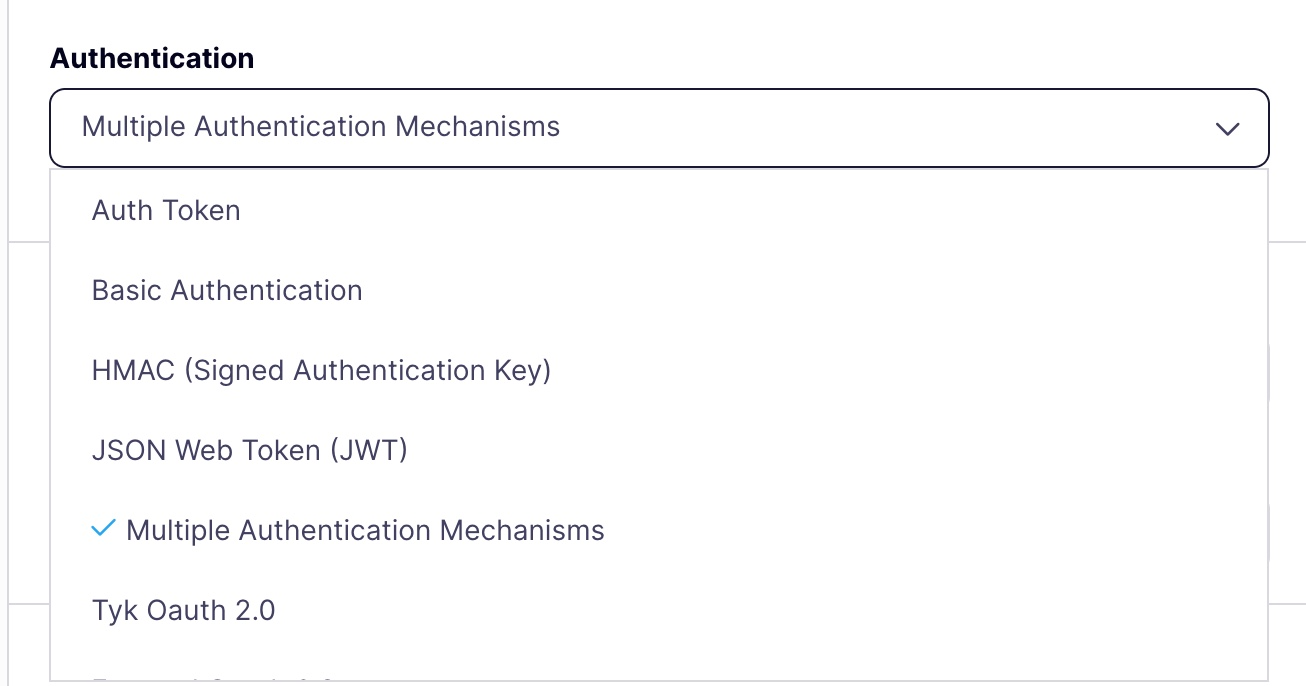 Authentication
Multiple Authentication Mechanisms
Auth Token
Basic Authentication
HMAC (Signed Authentication Key)
JSON Web Token (JWT)
Multiple Authentication Mechanisms
Tyk Oauth 2.0